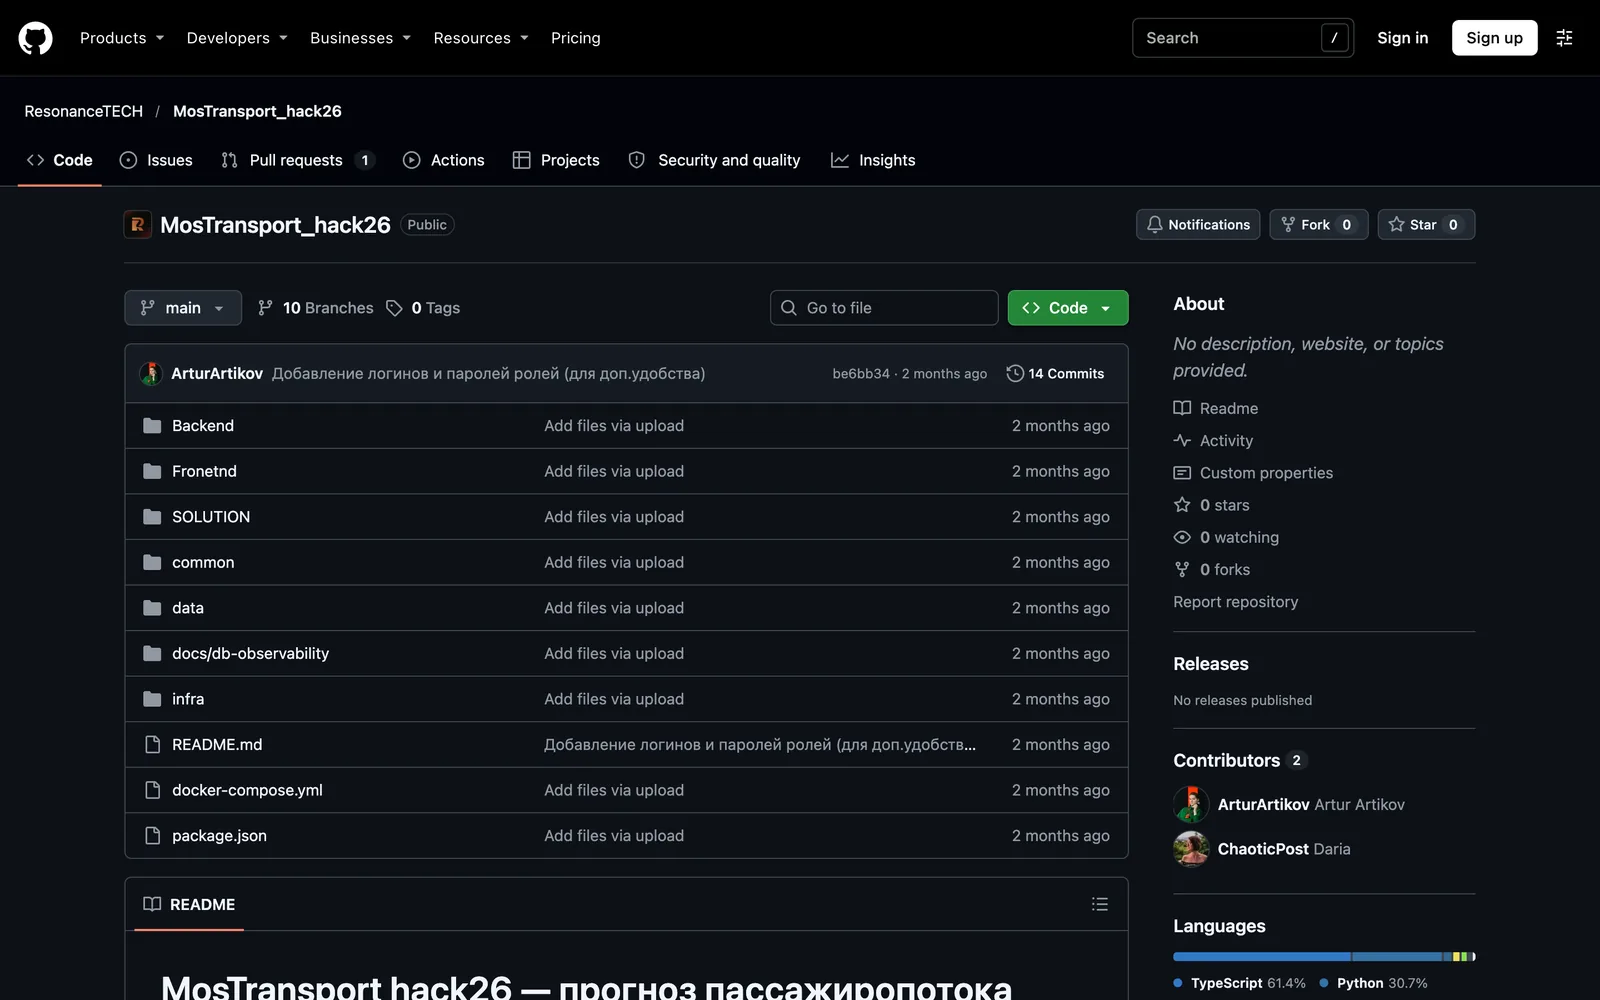 Products Developers Businesses Resources Pricing Search / Sign in Sign up
ResonanceTECH / MosTransport_hack26
Code Issues Pull requests 1 Actions Projects Security and quality Insights
MosTransport_hack26 Public Notifications Fork 0 Star 0
main 10 Branches 0 Tags Go to file Code
ArturArtikov Добавление логинов и паролей ролей (для доп.удобства) be6bb34 · 2 months ago 14 Commits
Backend Add files via upload 2 months ago
Fronetnd Add files via upload 2 months ago
SOLUTION Add files via upload 2 months ago
common Add files via upload 2 months ago
data Add files via upload 2 months ago
docs/db-observability Add files via upload 2 months ago
infra Add files via upload 2 months ago
README.md Добавление логинов и паролей ролей (для доп.удобств... 2 months ago
docker-compose.yml Add files via upload 2 months ago
package.json Add files via upload 2 months ago
README
MosTransport hack26 — прогноз пассажиропотока
About
No description, website, or topics
provided.
Readme
Activity
Custom properties
0 stars
0 watching
0 forks
Report repository
Releases
No releases published
Contributors 2
ArturArtikov Artur Artikov
ChaoticPost Daria
Languages
TypeScript 61.4% Python 30.7%